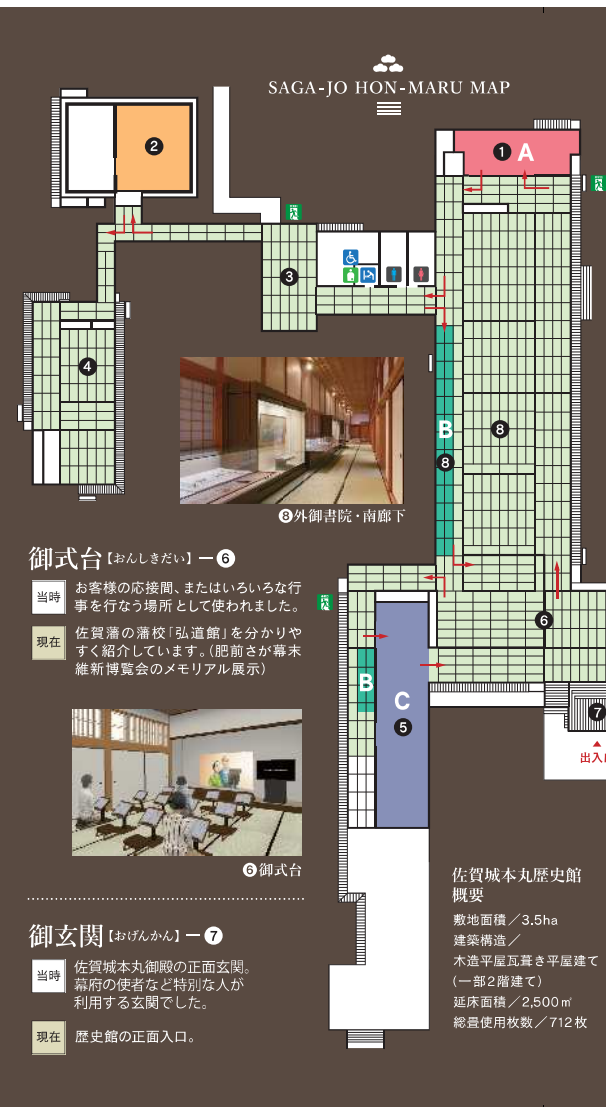 SAGA-JO HON-MARU MAP
2
1 A
3
4
B
8
8
8外御書院・南廊下
御式台【おんしきだい】ー6
当時
お客様の応接間、またはいろいろな行
事を行なう場所として使われました。
現在
佐賀藩の藩校「弘道館」を分かりや
すく紹介しています。(肥前さが幕末
維新博覧会のメモリアル展示)
6
B
C
5
7
出入
6御式台
御玄関【おげんかん】ー7
当時
佐賀城本丸御殿の正面玄関。
幕府の使者など特別な人が
利用する玄関でした。
現在
歴史館の正面入口。
佐賀城本丸歴史館
概要
敷地面積／3.5ha
建築構造／
木造平屋瓦葺き平屋建て
(一部2階建て)
延床面積／2,500㎡
総畳使用枚数／712枚